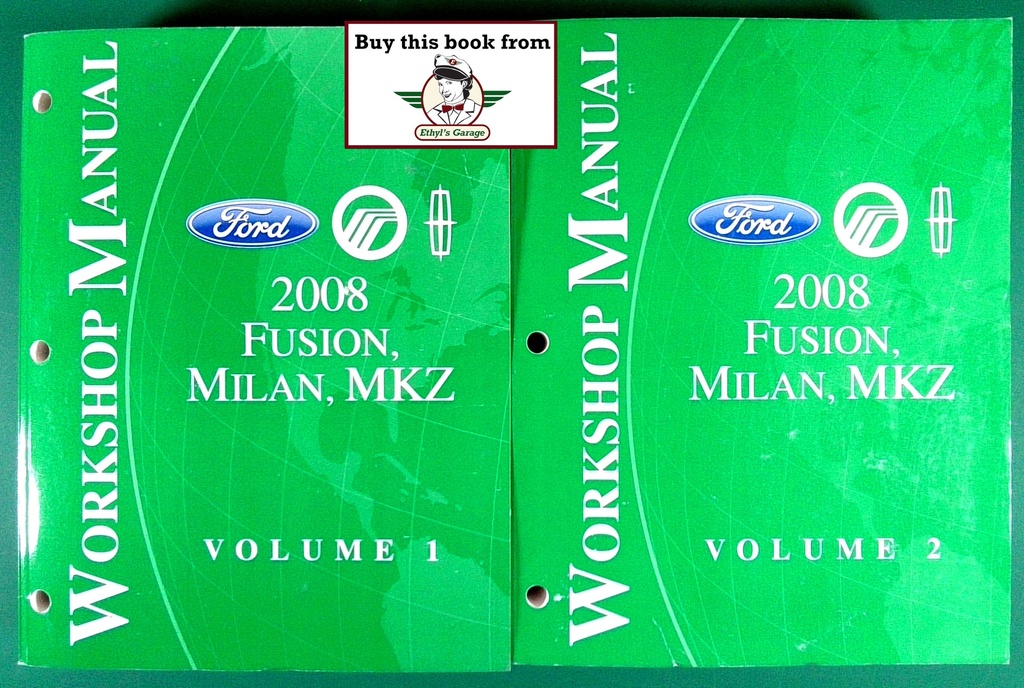 Buy this book from
Ethyl's Garage
WORKSHOP MANUAL
Ford
2008
FUSION,
MILAN, MKZ
VOLUME 1
WORKSHOP MANUAL
Ford
2008
FUSION,
MILAN, MKZ
VOLUME 2